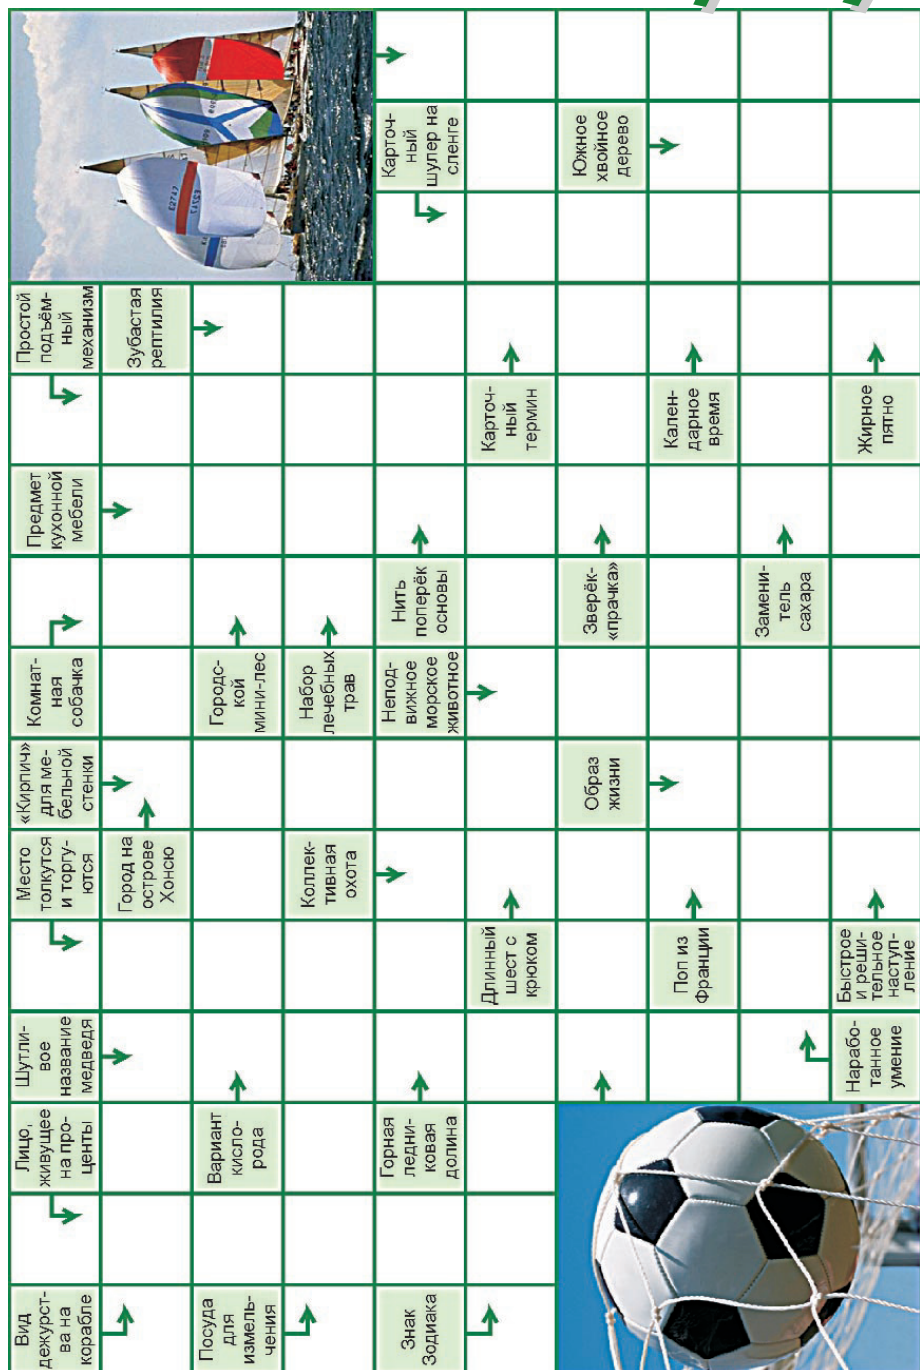 Вид
дежурст-
ва на
корабле
Лицо,
живущее
на про-
центы
Шутли-
вое
название
медведя
Место
толкутся
и торгу-
ются
«Кирпич»
для ме-
бельной
стенки
Комнат-
ная
собачка
Предмет
кухонной
мебели
Простой
подъём-
ный
механизм
Город на
острове
Хонсю
Зубастая
рептилия
Посуда
для
измель-
чения
Вариант
кисло-
рода
Городс-
кой
мини-лес
Коллек-
тивная
охота
Набор
лечебных
трав
Знак
Зодиака
Горная
ледни-
ковая
долина
Непод-
вижное
морское
животное
Нить
поперёк
основы
Карточ-
ный
шулер на
сленге
Длинный
шест с
крюком
Карточ-
ный
термин
Образ
жизни
Зверёк-
«прачка»
Южное
хвойное
дерево
Поп из
Франции
Кален-
дарное
время
Замени-
тель
сахара
Нарабо-
танное
умение
Быстрое
и реши-
тельное
наступ-
ление
Жирное
пятно